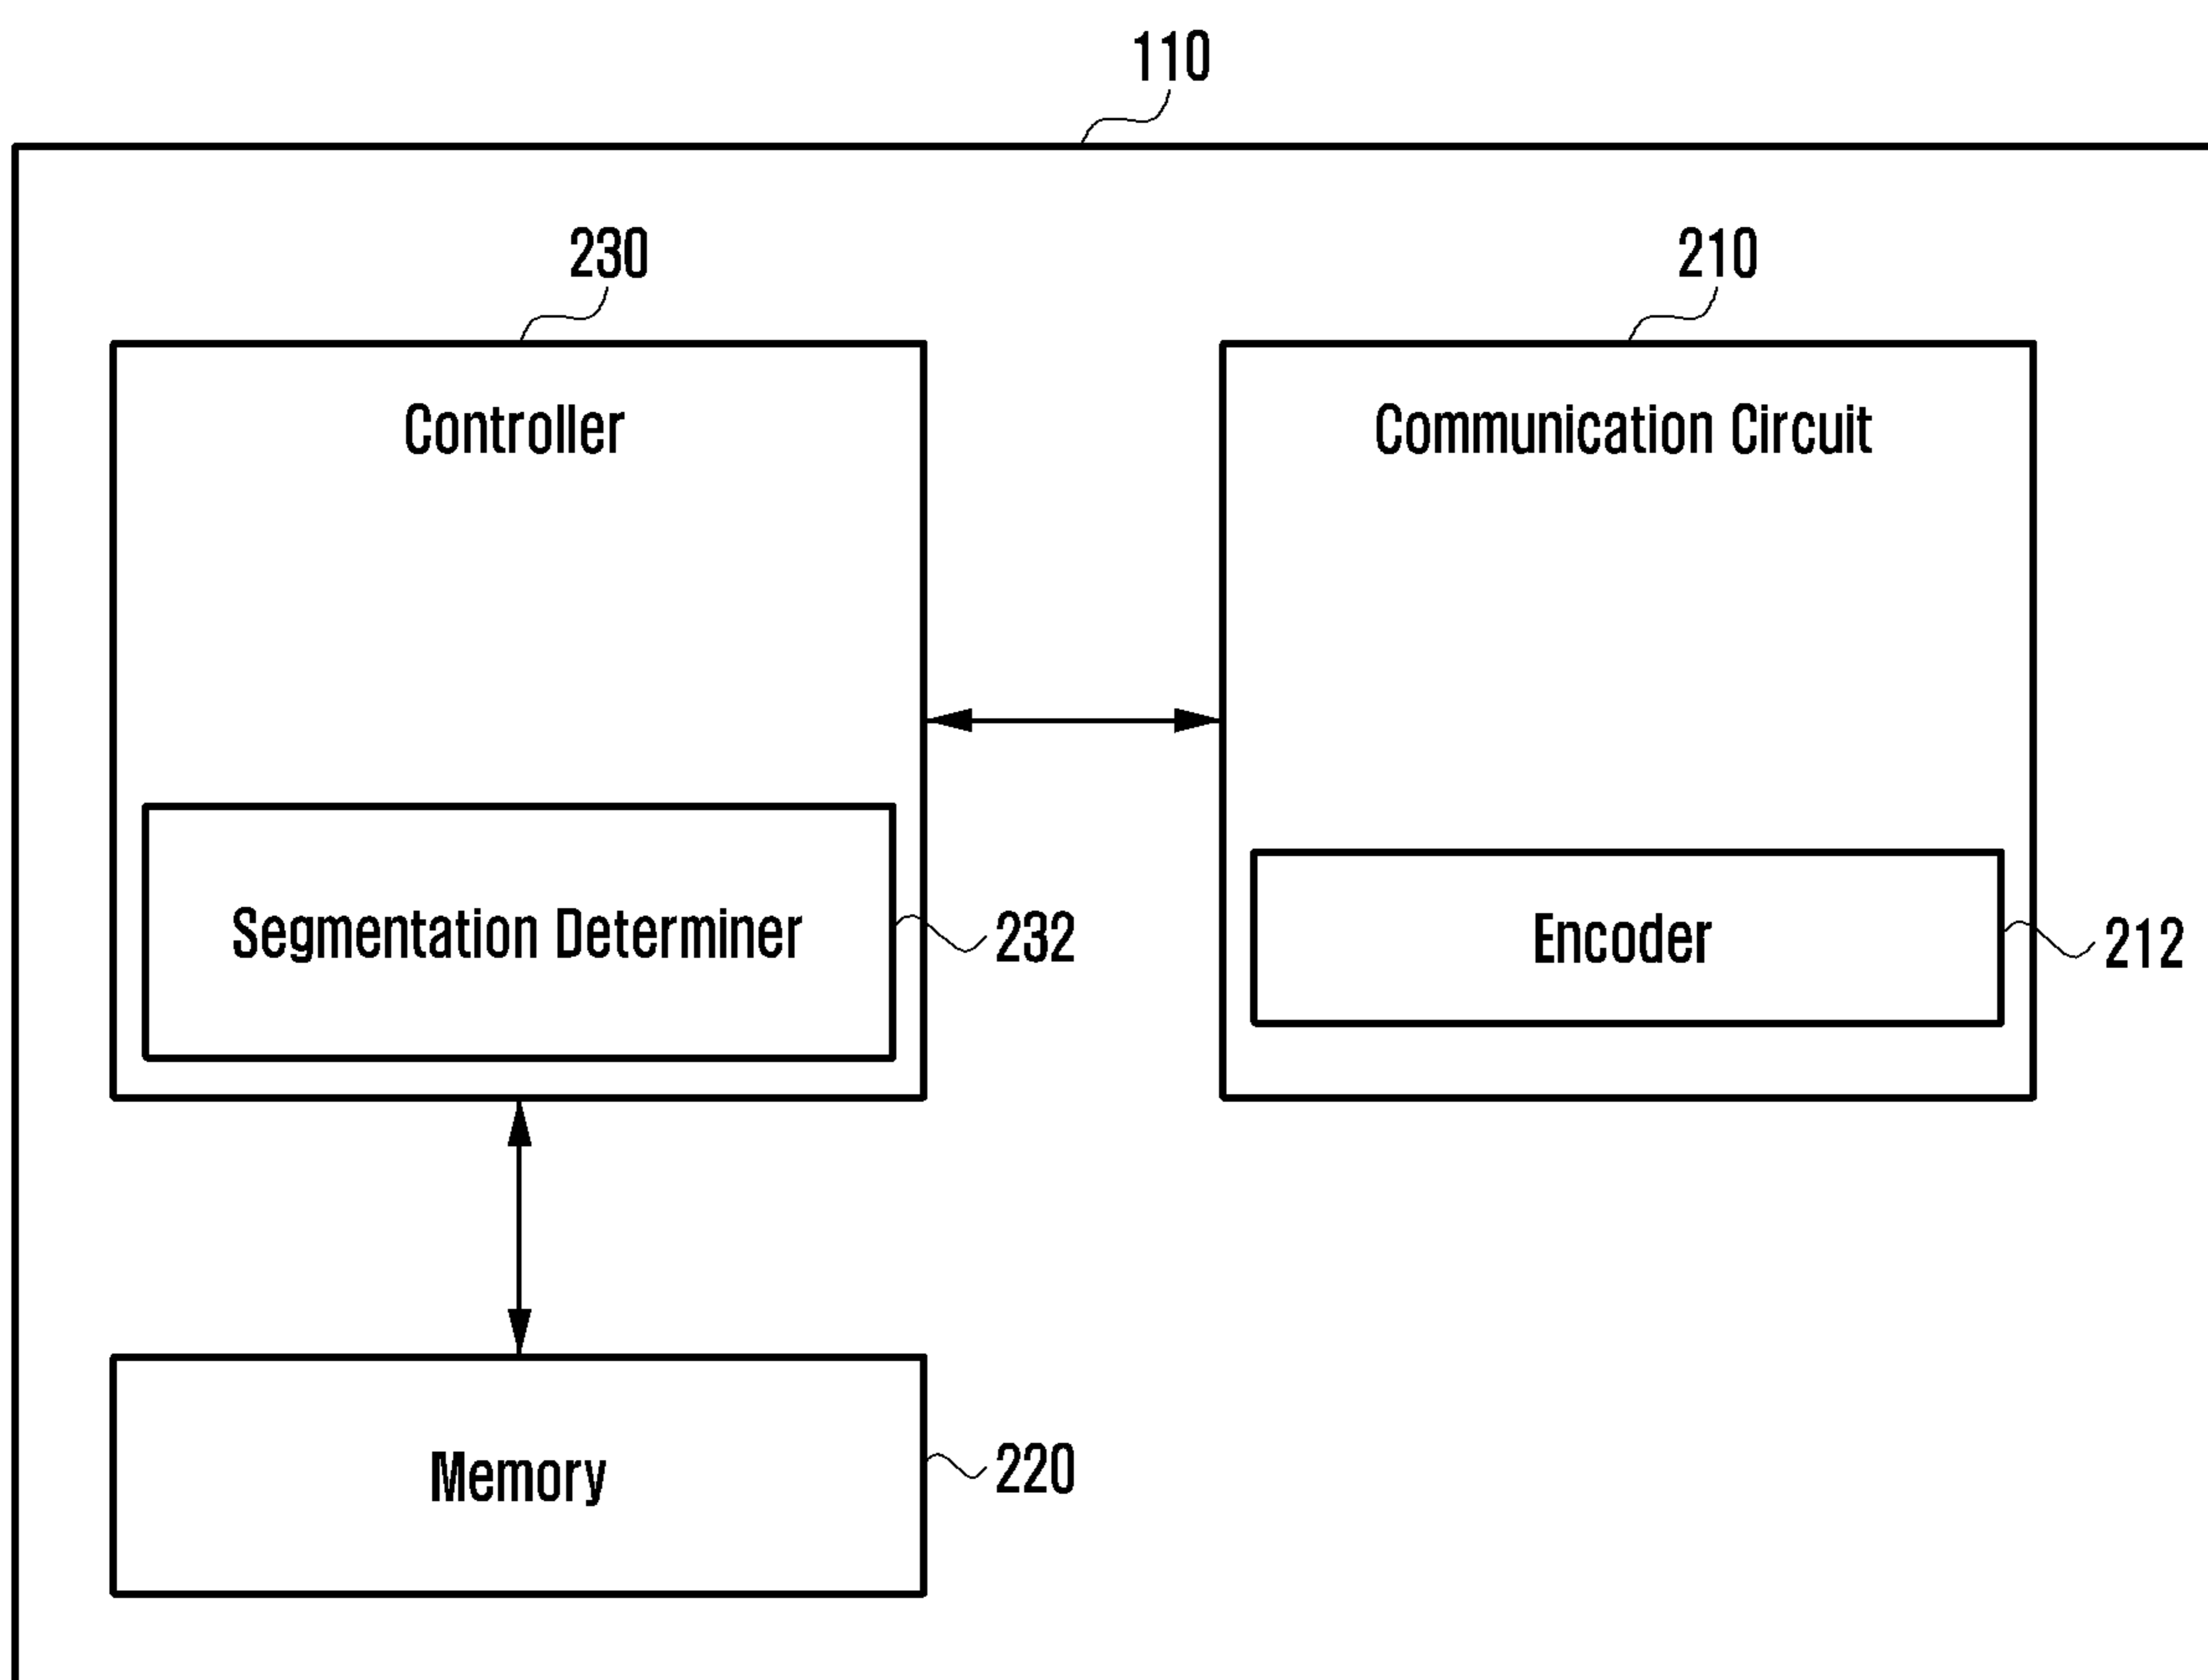 110
230
210
Controller
Communication Circuit
Segmentation Determiner
232
Encoder
212
Memory
220